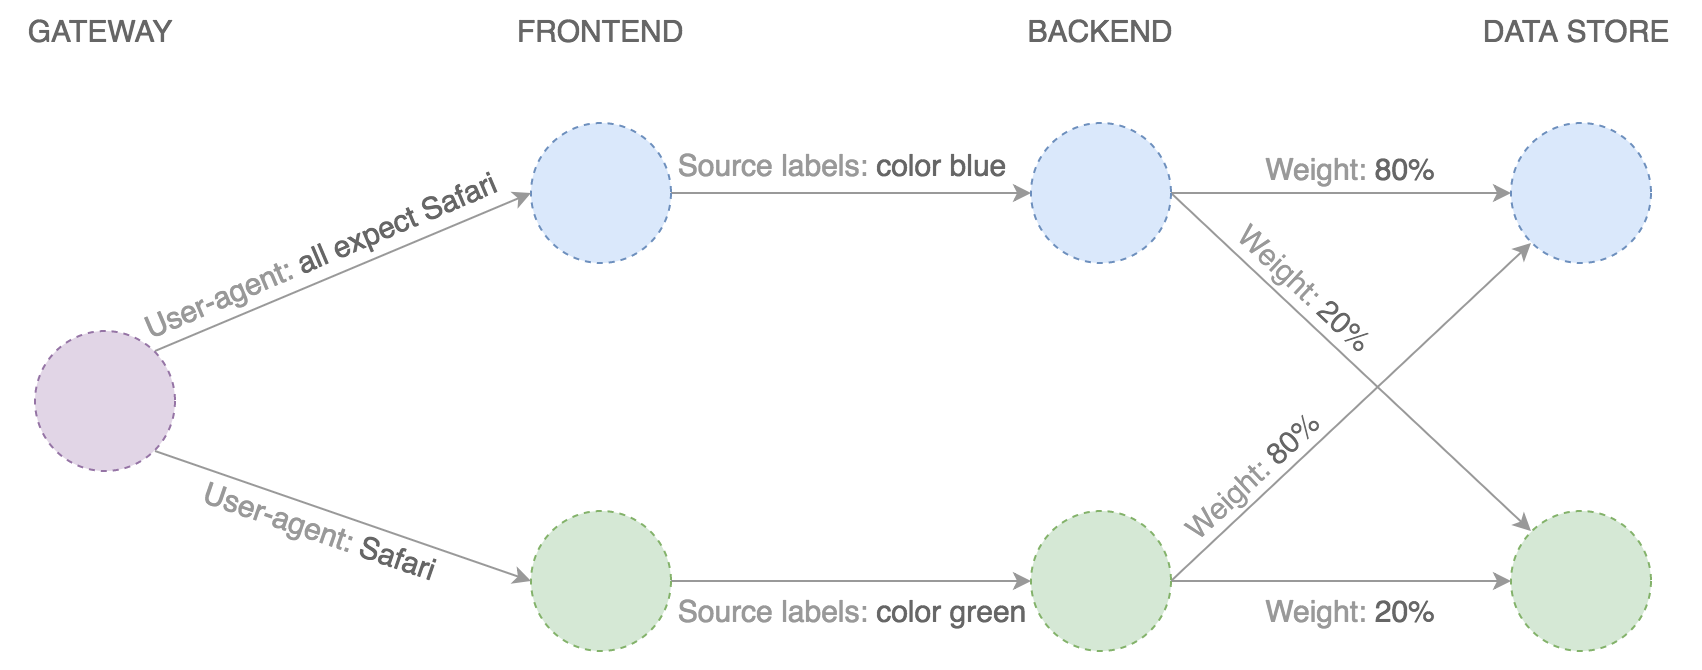 GATEWAY
FRONTEND
BACKEND
DATA STORE
User-agent: all expect Safari
Source labels: color blue
Weight: 80%
Weight: 20%
Weight: 80%
User-agent: Safari
Source labels: color green
Weight: 20%